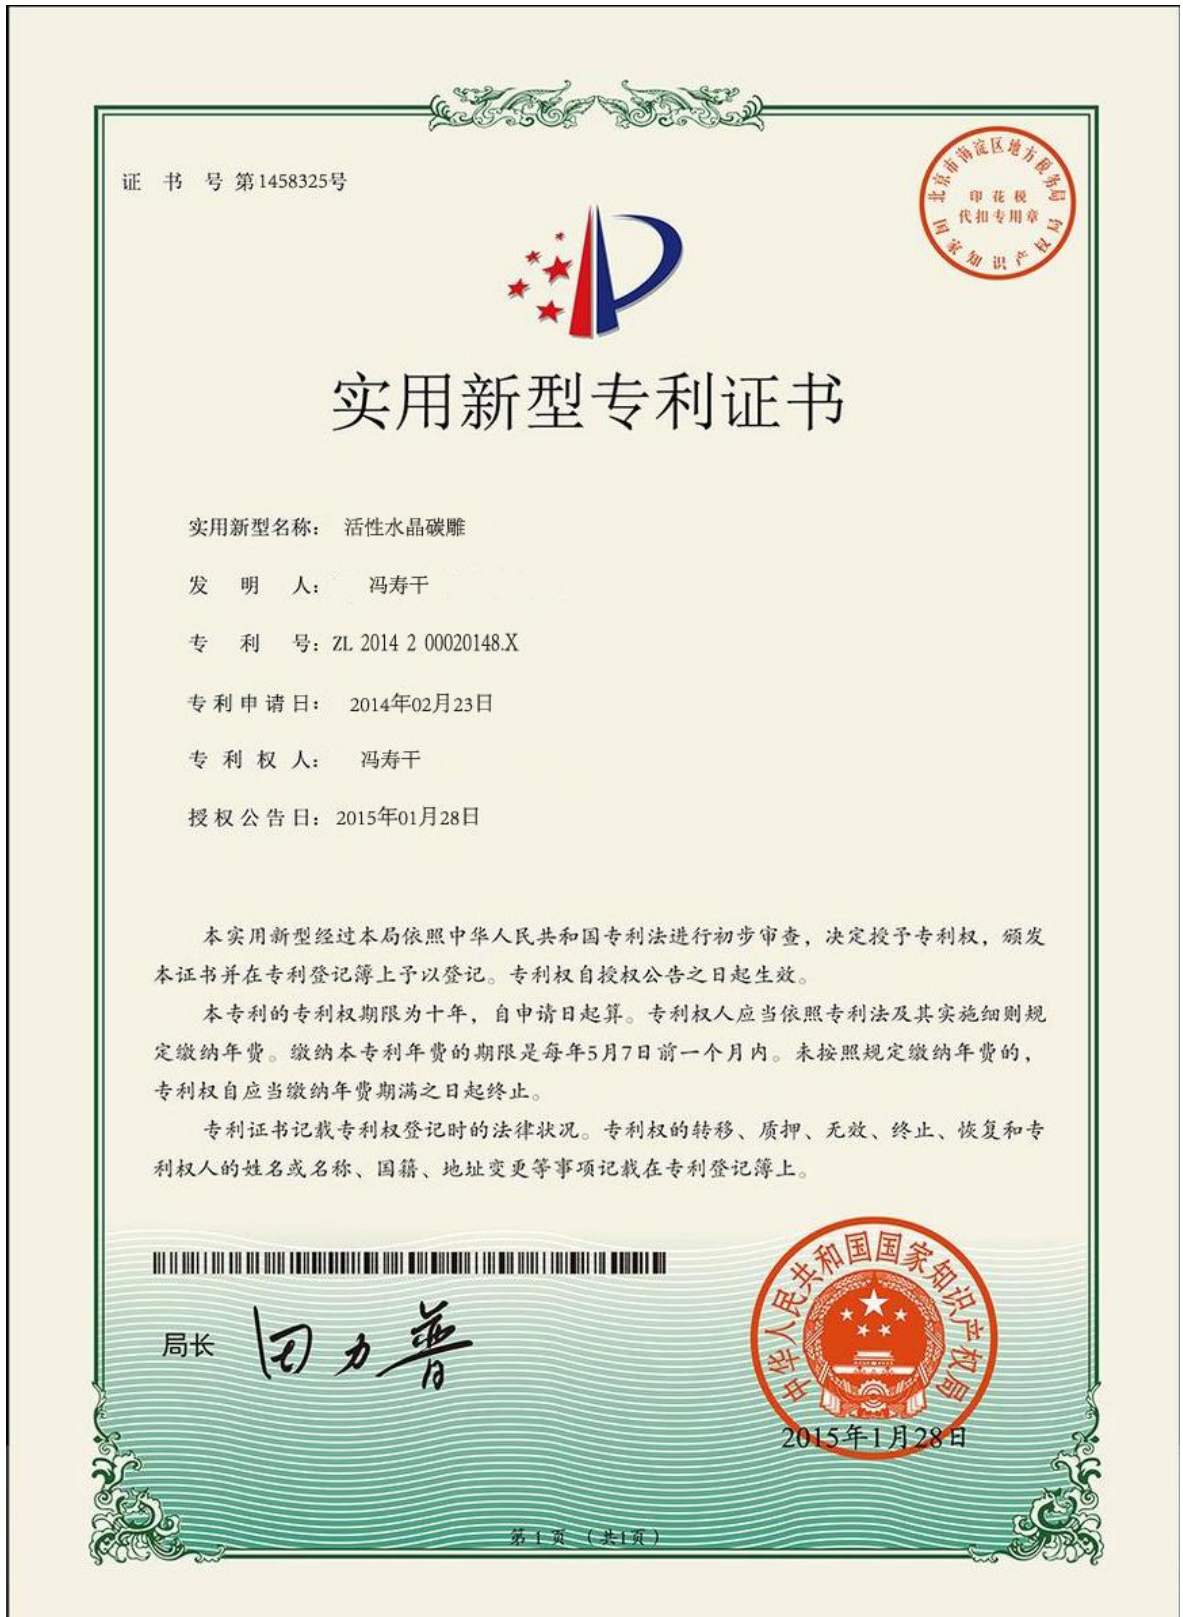 证 书 号 第1458325号
北京市海淀区地方税务局
印花税
代扣专用章
国家知识产权局
实用新型专利证书
实用新型名称： 活性水晶碳雕
发 明 人： 冯寿干
专 利 号：ZL 2014 2 00020148.X
专利申请日： 2014年02月23日
专 利 权 人： 冯寿干
授权公告日：2015年01月28日
本实用新型经过本局依照中华人民共和国专利法进行初步审查，决定授予专利权，颁发
本证书并在专利登记簿上予以登记。专利权自授权公告之日起生效。
本专利的专利权期限为十年，自申请日起算。专利权人应当依照专利法及其实施细则规
定缴纳年费。缴纳本专利年费的期限是每年5月7日前一个月内。未按照规定缴纳年费的，
专利权自应当缴纳年费期满之日起终止。
专利证书记载专利权登记时的法律状况。专利权的转移、质押、无效、终止、恢复和专
利权人的姓名或名称、国籍、地址变更等事项记载在专利登记簿上。
局长 田力普
中华人民共和国国家知识产权局
2015年1月28日
第1页 （共1页）